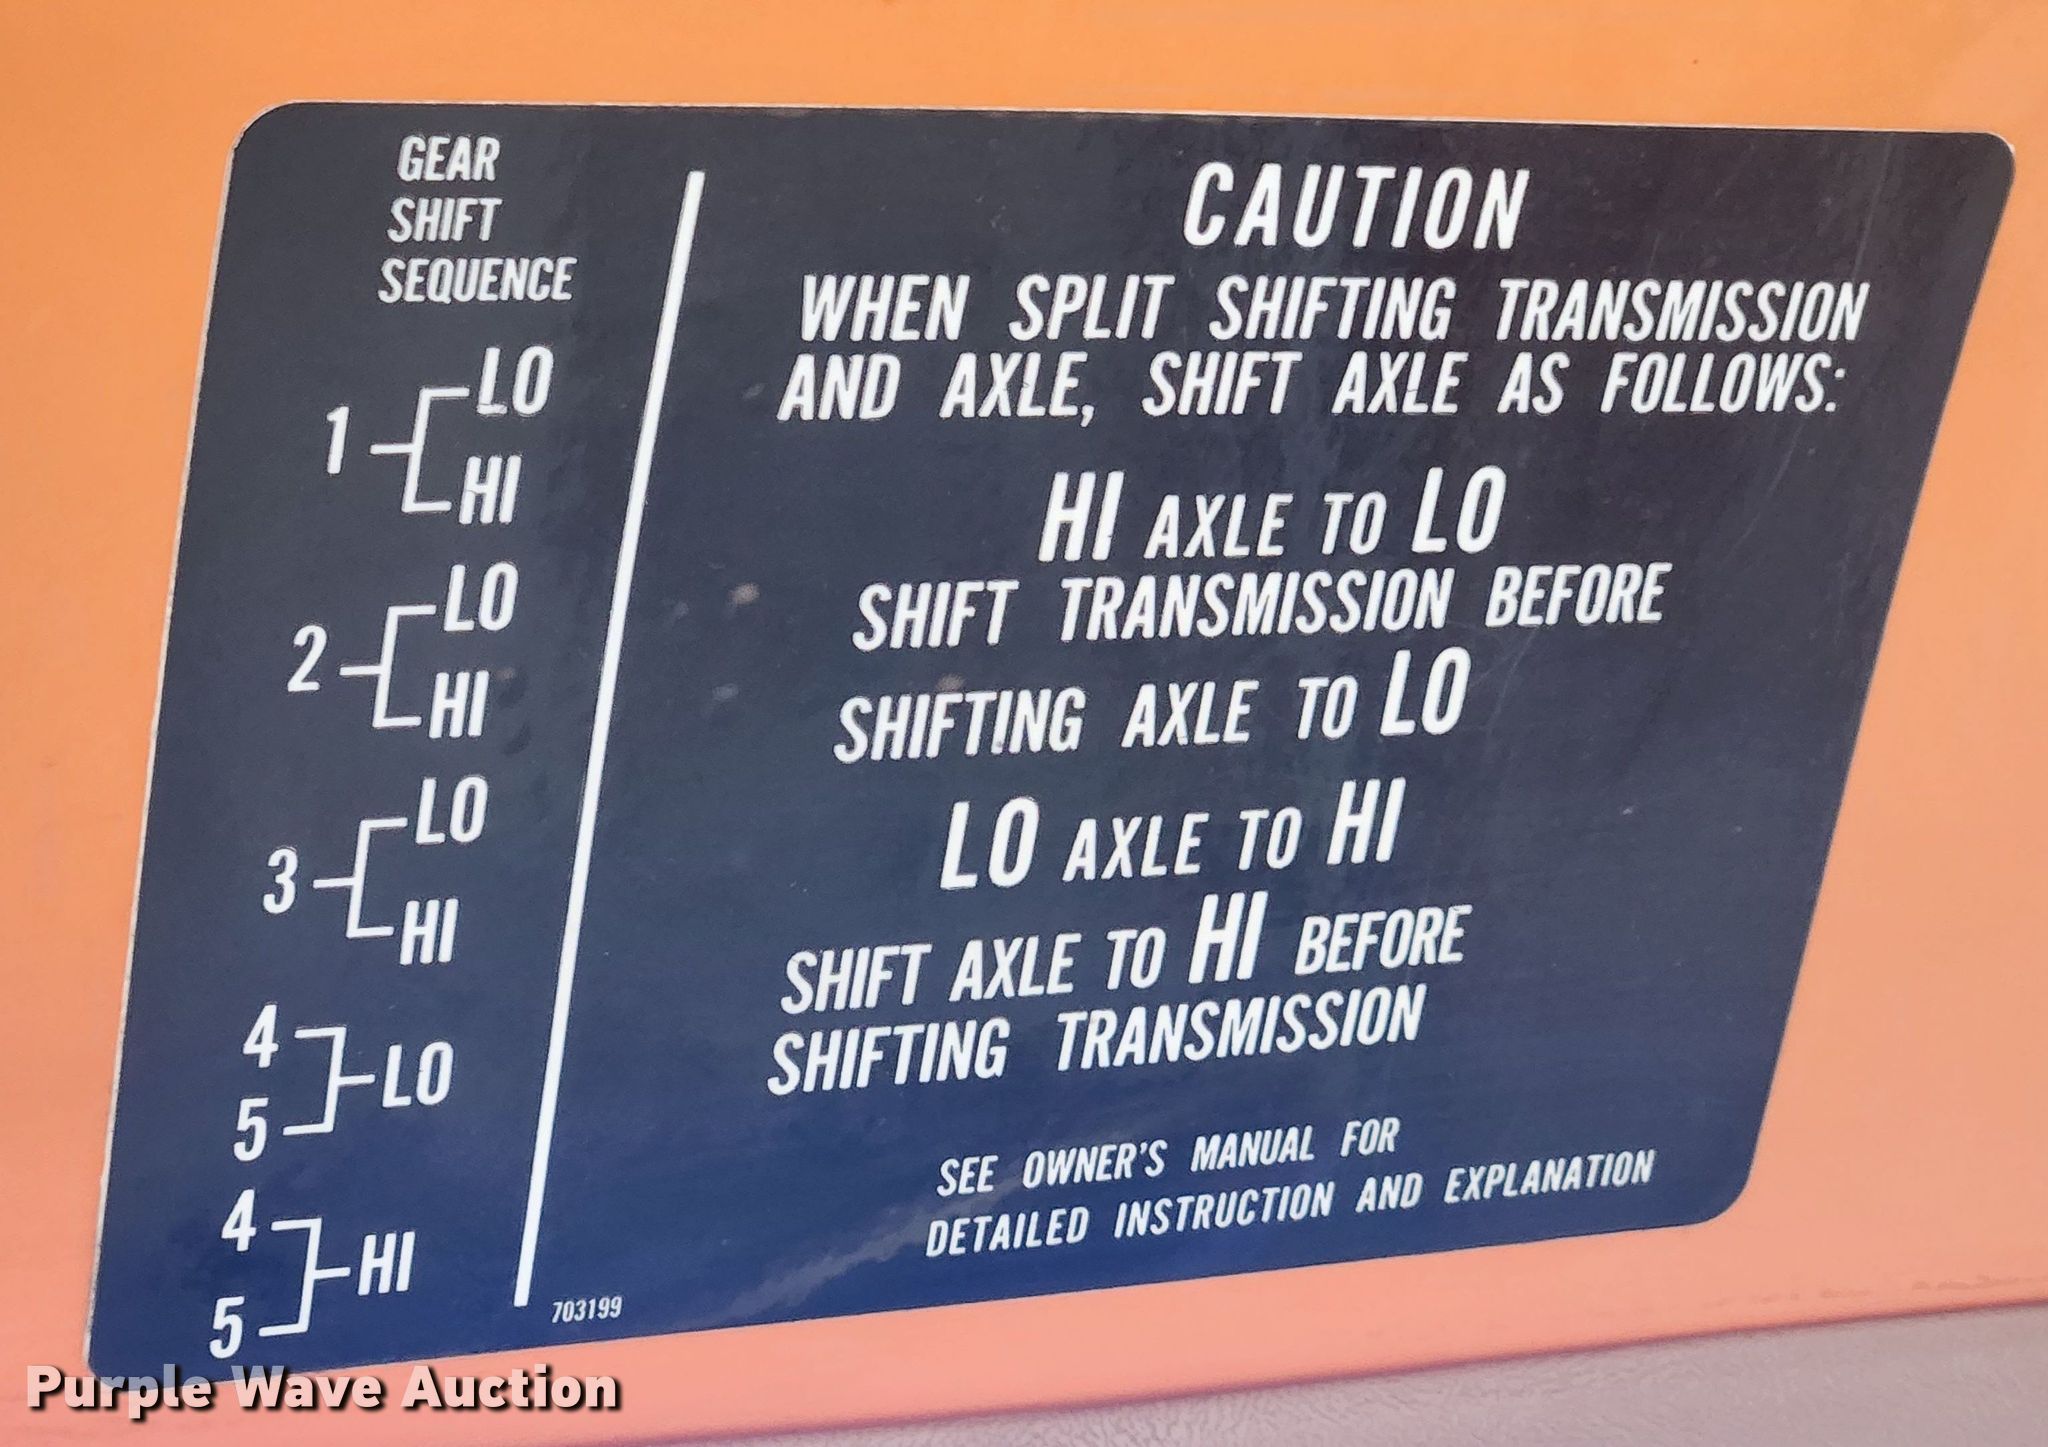 GEAR
SHIFT
SEQUENCE
1 LO
HI
2 LO
HI
3 LO
HI
4
5 LO
4
5 HI
CAUTION
WHEN SPLIT SHIFTING TRANSMISSION
AND AXLE, SHIFT AXLE AS FOLLOWS:
HI AXLE TO LO
SHIFT TRANSMISSION BEFORE
SHIFTING AXLE TO LO
LO AXLE TO HI
SHIFT AXLE TO HI BEFORE
SHIFTING TRANSMISSION
SEE OWNER'S MANUAL FOR
DETAILED INSTRUCTION AND EXPLANATION
703199
Purple Wave Auction